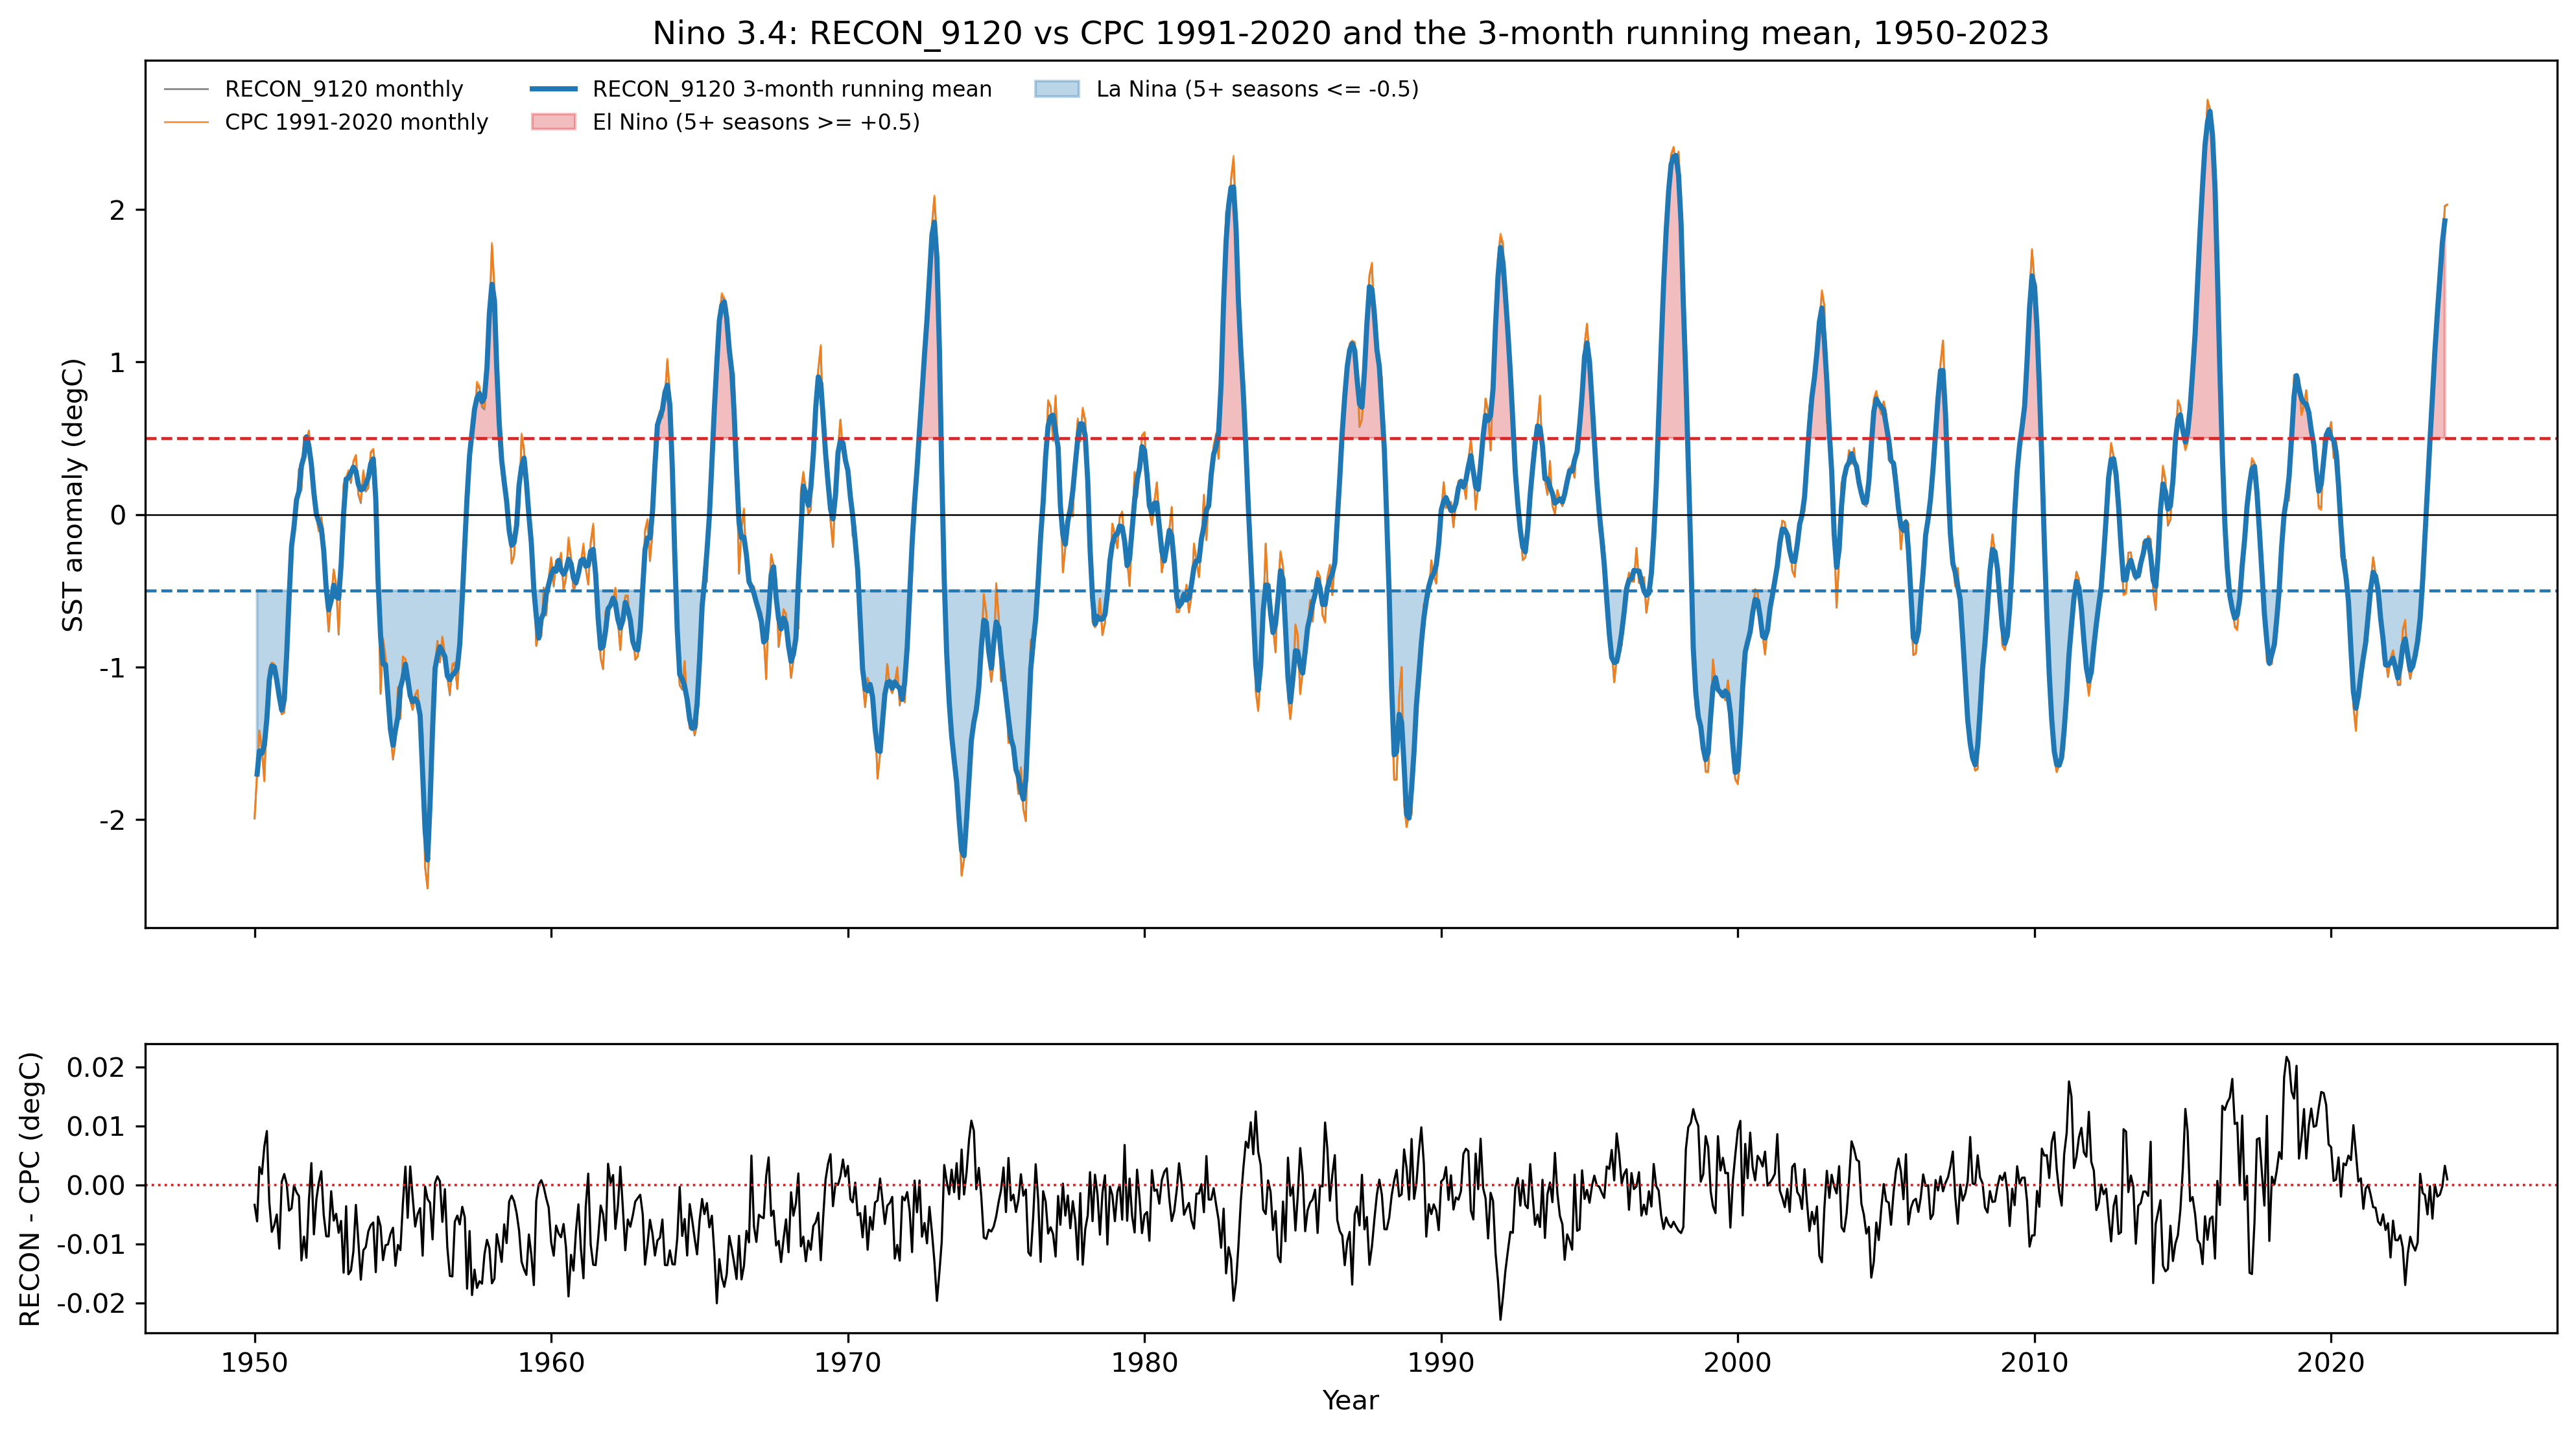 Nino 3.4: RECON_9120 vs CPC 1991-2020 and the 3-month running mean, 1950-2023
RECON_9120 monthly
CPC 1991-2020 monthly
RECON_9120 3-month running mean
El Nino (5+ seasons >= +0.5)
La Nina (5+ seasons <= -0.5)
SST anomaly (degC)
2
1
0
-1
-2
RECON - CPC (degC)
0.02
0.01
0.00
-0.01
-0.02
1950 1960 1970 1980 1990 2000 2010 2020
Year